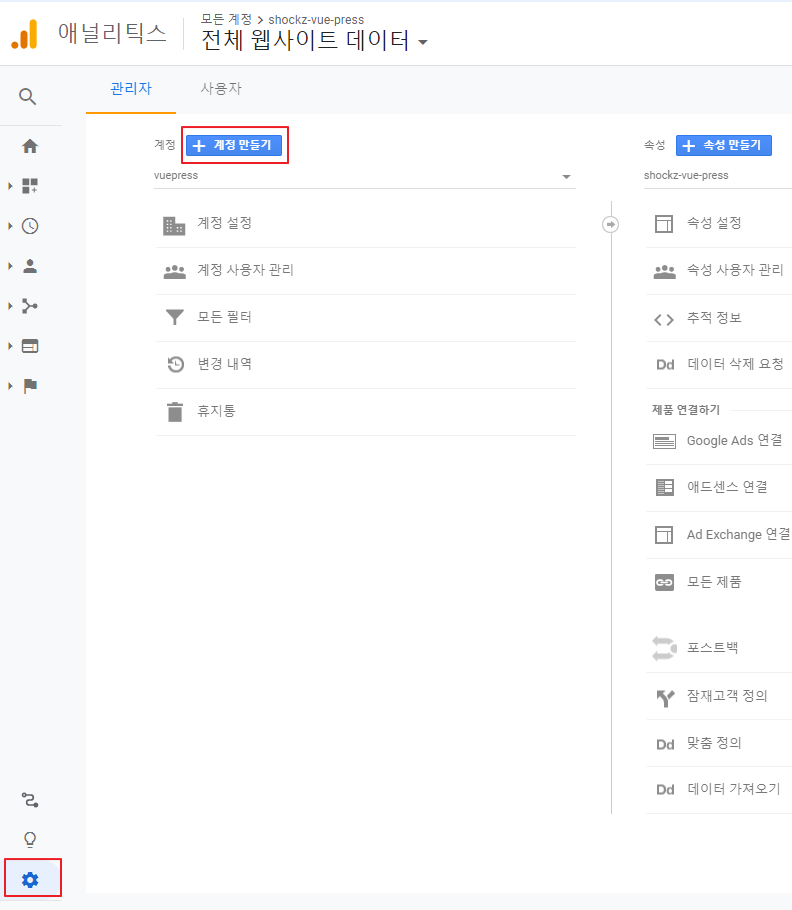 애널리틱스
모든 계정 > shockz-vue-press
전체 웹사이트 데이터
관리자
사용자
계정
계정 만들기
vuepress
계정 설정
계정 사용자 관리
모든 필터
변경 내역
휴지통
속성
속성 만들기
shockz-vue-press
속성 설정
속성 사용자 관리
추적 정보
Dd 데이터 삭제 요청
제품 연결하기
Google Ads 연결
애드센스 연결
Ad Exchange 연결
모든 제품
포스트백
잠재고객 정의
Dd 맞춤 정의
Dd 데이터 가져오기